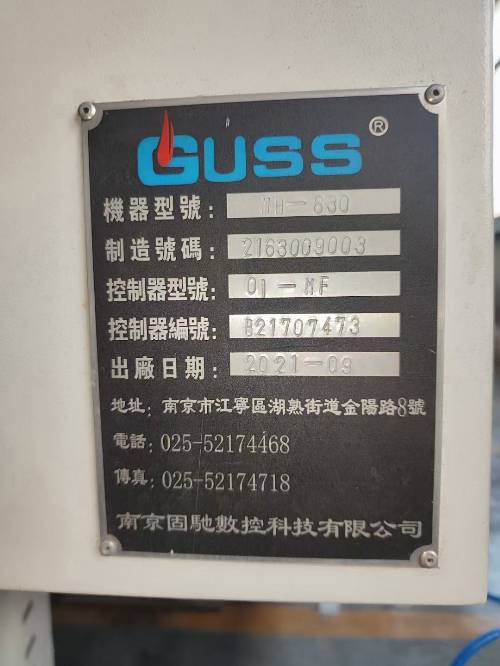 GUSS®
機器型號: MH-630
制造號碼: 2163009003
控制器型號: 01-MF
控制器編號: B21707473
出廠日期: 2021-09
地址: 南京市江寧區湖熟街道金陽路8號
電話: 025-52174468
傳真: 025-52174718
南京固馳數控科技有限公司